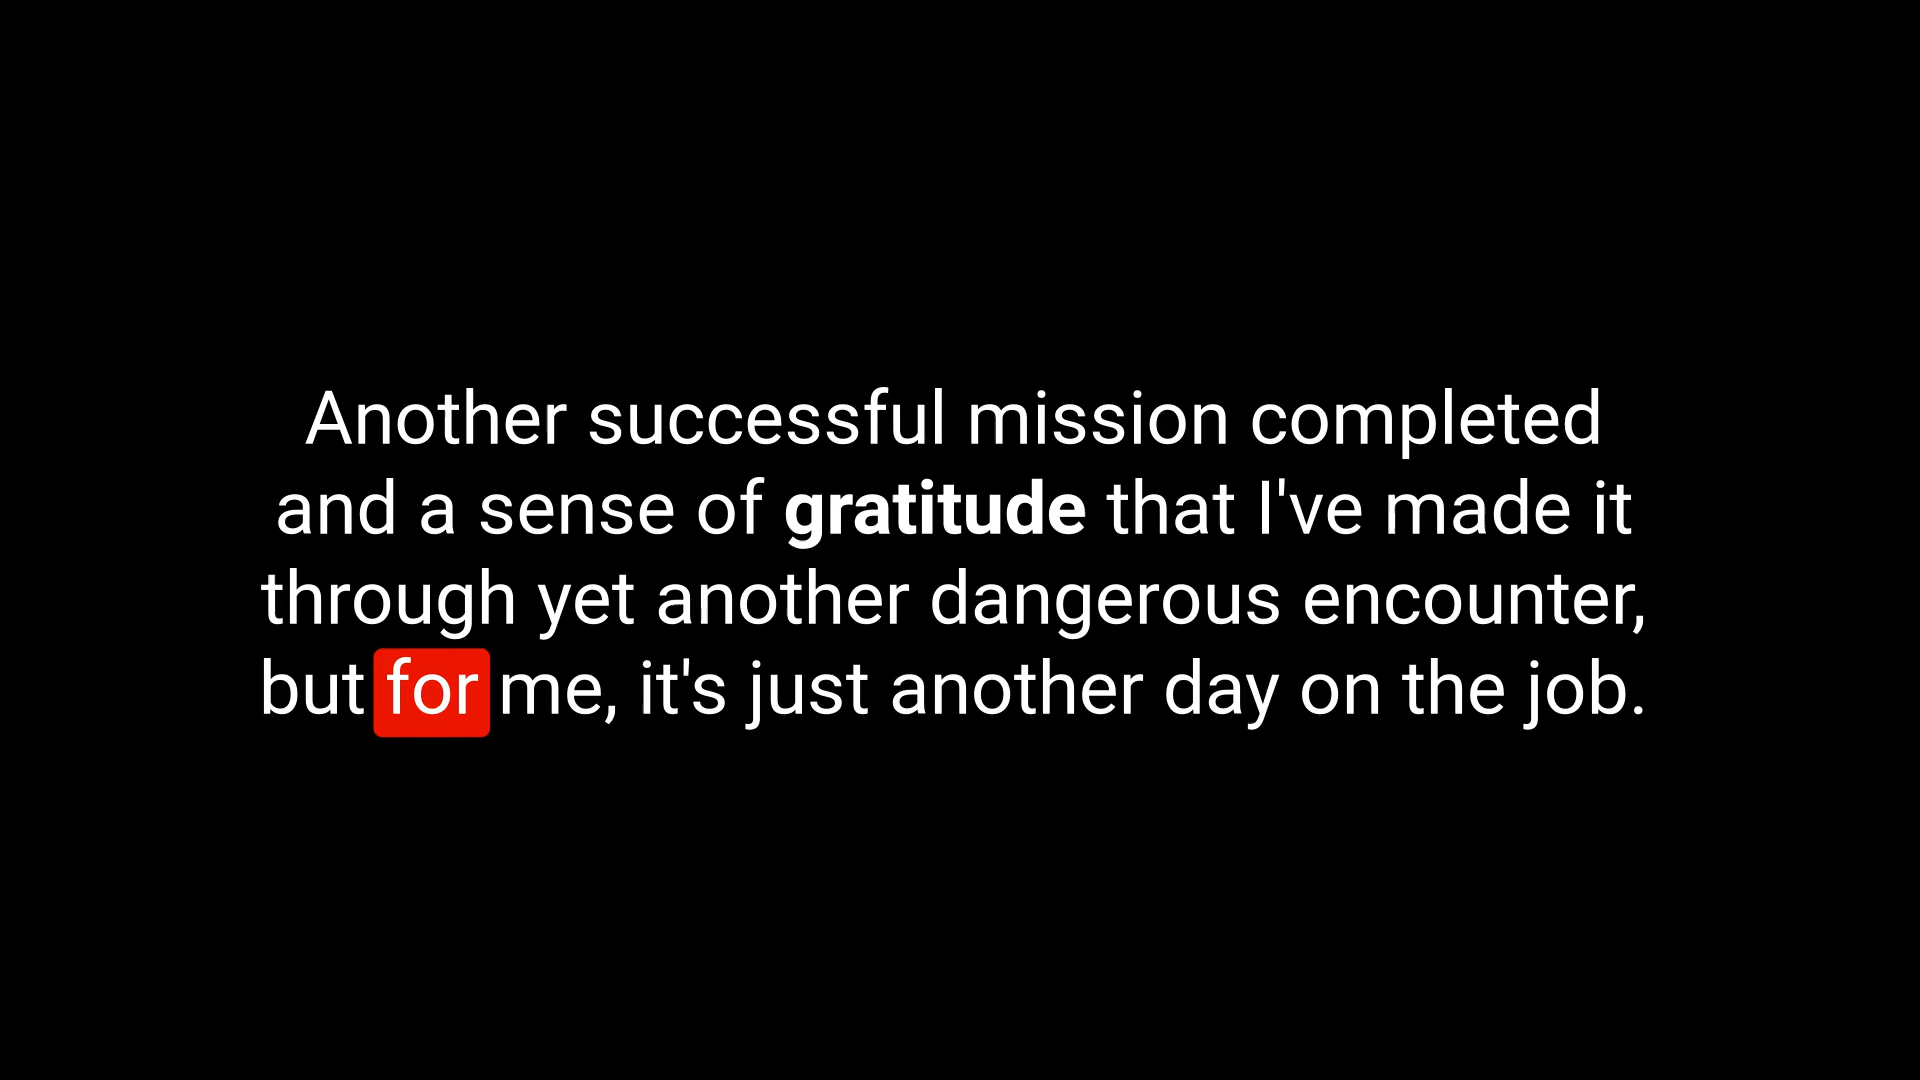 Another successful mission completed
and a sense of gratitude that I've made it
through yet another dangerous encounter,
but for me, it's just another day on the job.